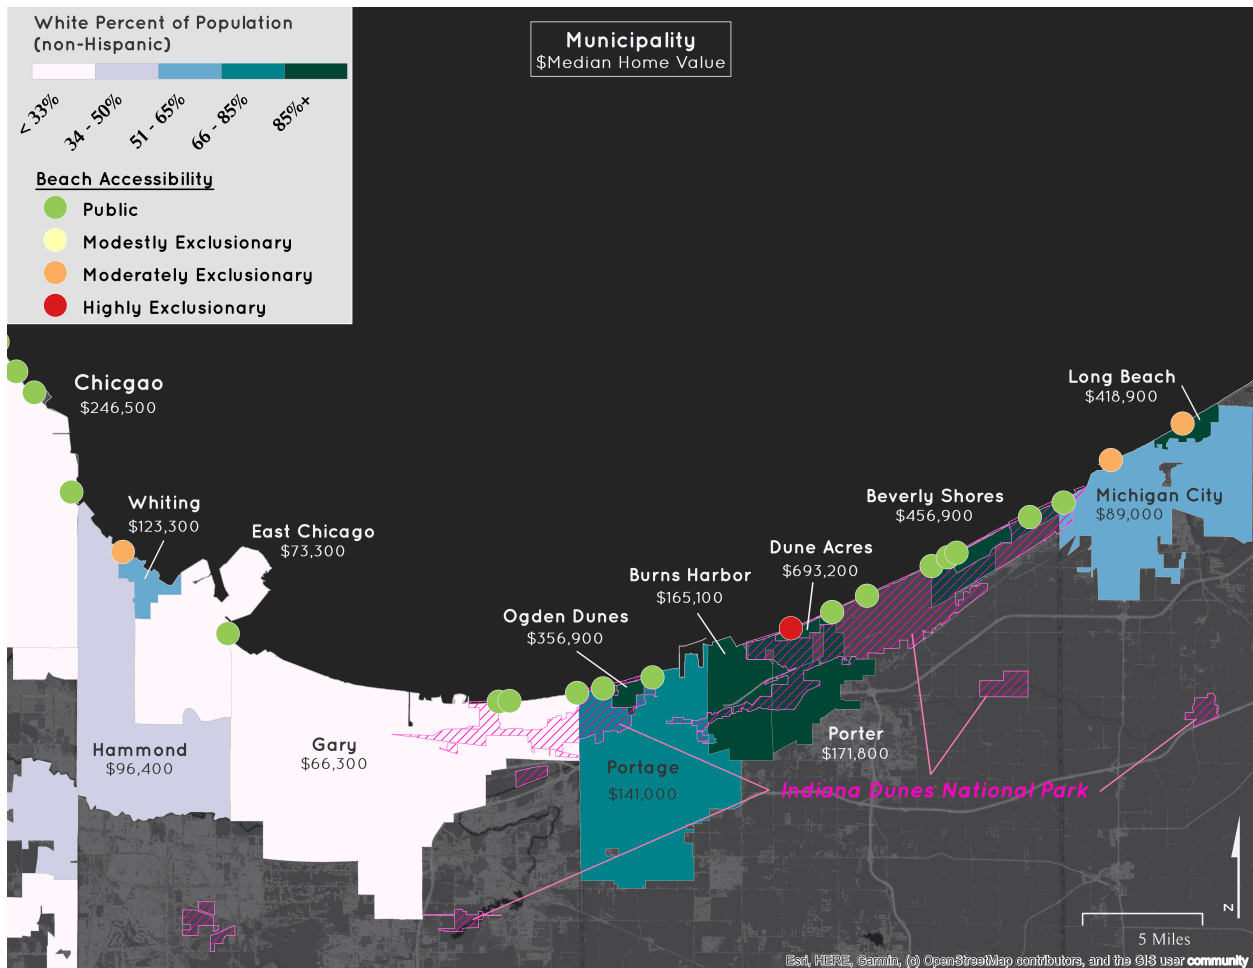 White Percent of Population
(non-Hispanic)
< 33%
34 - 50%
51 - 65%
66 - 85%
85%+
Beach Accessibility
Public
Modestly Exclusionary
Moderately Exclusionary
Highly Exclusionary
Municipality
$Median Home Value
Chicgao
$246,500
Whiting
$123,300
East Chicago
$73,300
Long Beach
$418,900
Michigan City
$89,000
Beverly Shores
$456,900
Dune Acres
$693,200
Burns Harbor
$165,100
Ogden Dunes
$356,900
Hammond
$96,400
Gary
$66,300
Portage
$141,000
Porter
$171,800
Indiana Dunes National Park
N
5 Miles
Esri, HERE, Garmin, (c) OpenStreetMap contributors, and the GIS user community